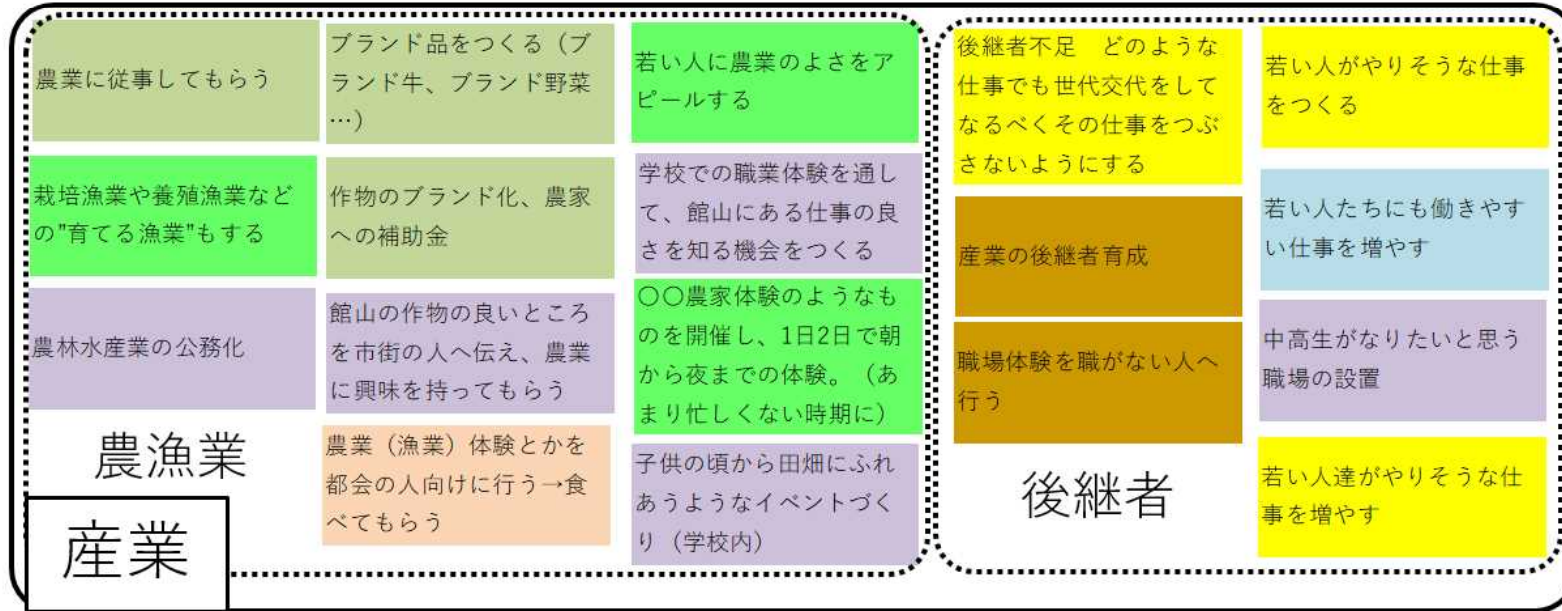 農業に従事してもらう
栽培漁業や養殖漁業など
の"育てる漁業"もする
農林水産業の公務化
農漁業
産業
ブランド品をつくる（ブ
ランド牛、ブランド野菜
…）
作物のブランド化、農家
への補助金
館山の作物の良いところ
を市街の人へ伝え、農業
に興味を持ってもらう
農業（漁業）体験とかを
都会の人向けに行う→食
べてもらう
若い人に農業のよさをア
ピールする
学校での職業体験を通し
て、館山にある仕事の良
さを知る機会をつくる
〇〇農家体験のようなも
のを開催し、1日2日で朝
から夜までの体験。（あ
まり忙しくない時期に）
子供の頃から田畑にふれ
あうようなイベントづく
り（学校内）
後継者不足　どのような
仕事でも世代交代をして
なるべくその仕事をつぶ
さないようにする
産業の後継者育成
職場体験を職がない人へ
行う
後継者
若い人がやりそうな仕事
をつくる
若い人たちにも働きやす
い仕事を増やす
中高生がなりたいと思う
職場の設置
若い人達がやりそうな仕
事を増やす